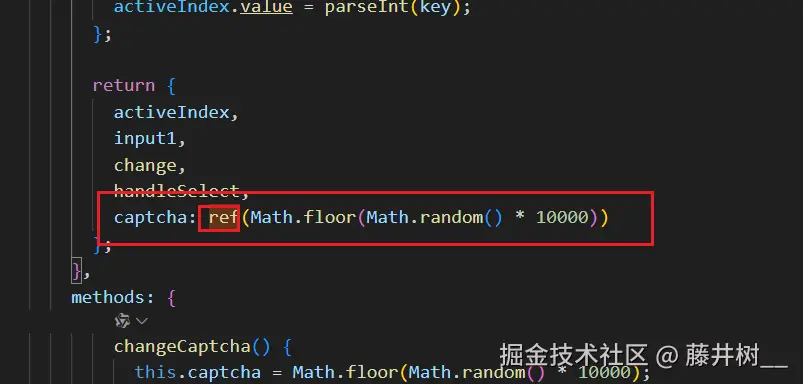 activeIndex.value = parseInt(key);
};
return {
activeIndex,
input1,
change,
handleSelect,
captcha: ref(Math.floor(Math.random() * 10000))
};
},
methods: {
changeCaptcha() {
this.captcha = Math.floor(Math.random() * 10000);
掘金技术社区 @ 藤井树__